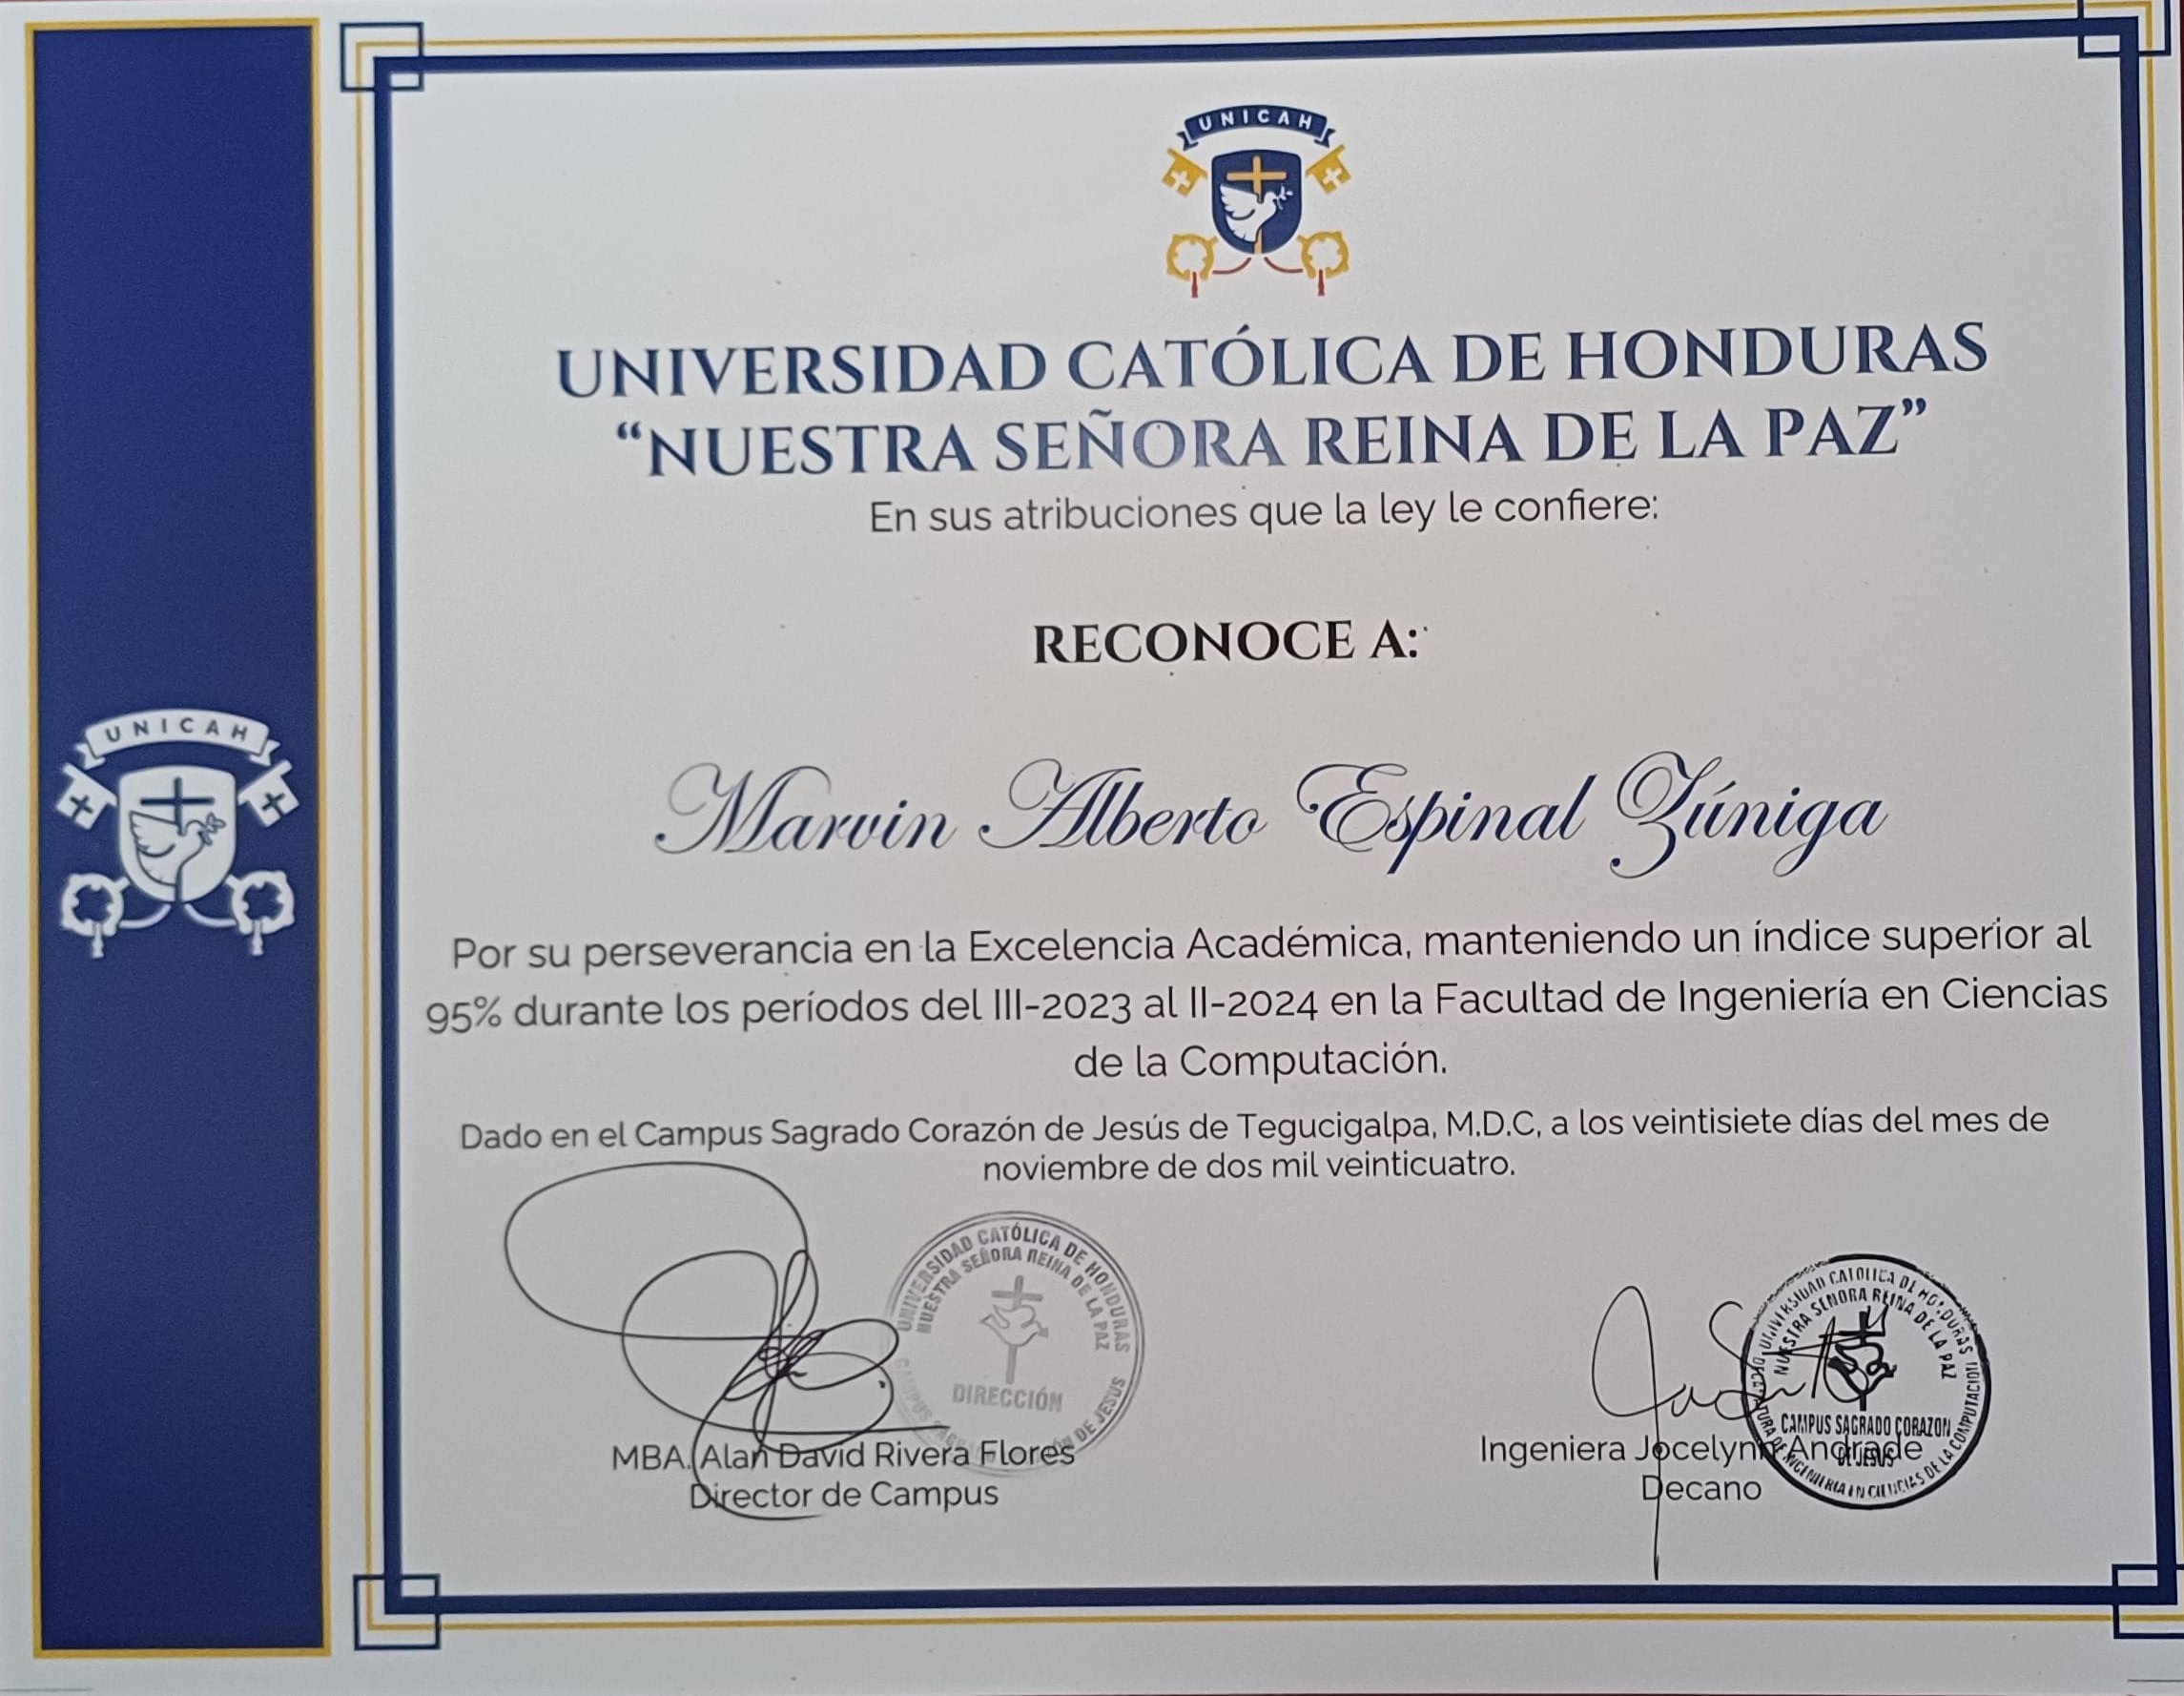 UNICAH
UNIVERSIDAD CATÓLICA DE HONDURAS
“NUESTRA SEÑORA REINA DE LA PAZ”
En sus atribuciones que la ley le confiere:
RECONOCE A:
Marvin Alberto Espinal Zúniga
UNICAH
Por su perseverancia en la Excelencia Académica, manteniendo un índice superior al
95% durante los períodos del III-2023 al II-2024 en la Facultad de Ingeniería en Ciencias
de la Computación.
Dado en el Campus Sagrado Corazón de Jesús de Tegucigalpa, M.D.C, a los veintisiete días del mes de
noviembre de dos mil veinticuatro.
UNIVERSIDAD CATÓLICA DE HONDURAS
NUESTRA SEÑORA REINA DE LA PAZ
DIRECCIÓN
CAMPUS SAGRADO CORAZÓN DE JESUS
MBA. Alan David Rivera Flores
Director de Campus
UNIVERSIDAD CATOLICA DE HONDURAS
NUESTRA SEÑORA REINA DE LA PAZ
CAMPUS SAGRADO CORAZON
DE JESUS
DECANATURA DE INGENIERIA EN CIENCIAS DE LA COMPUTACION
Ingeniera Jocelynn Andrade
Decano